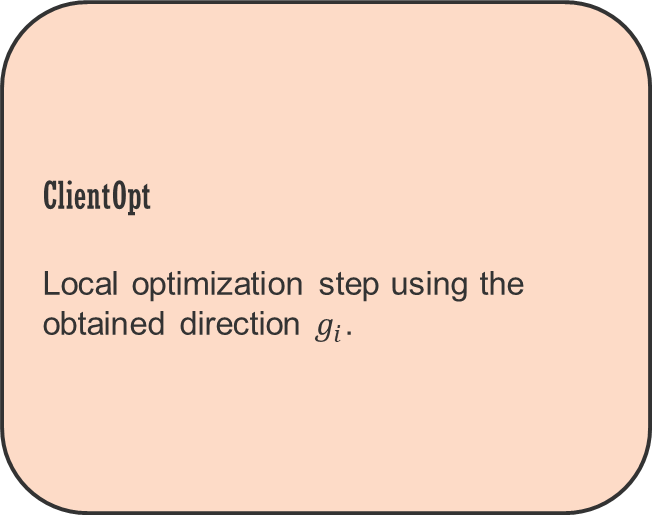 ClientOpt
Local optimization step using the
obtained direction gᵢ.